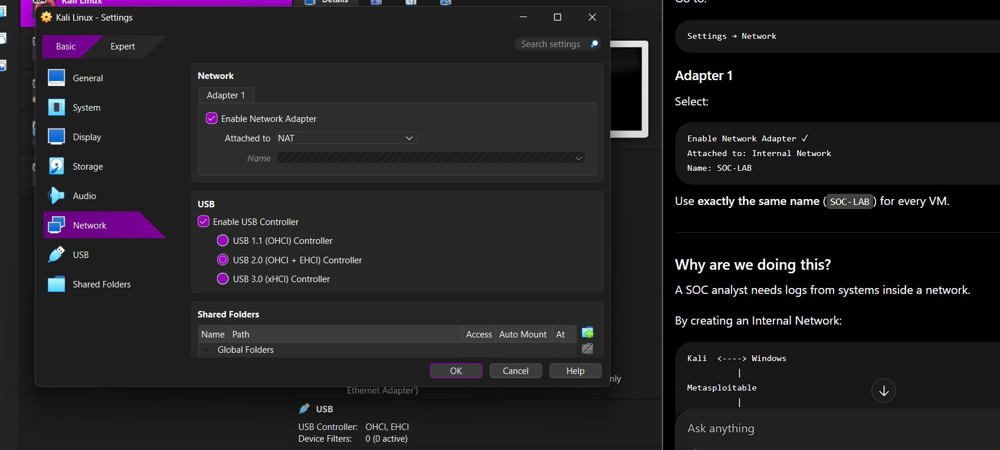 Kali Linux
Details
Kali Linux - Settings
Basic
Expert
Search settings
General
System
Display
Storage
Audio
Network
USB
Shared Folders
Network
Adapter 1
Enable Network Adapter
Attached to NAT
Name
USB
Enable USB Controller
USB 1.1 (OHCI) Controller
USB 2.0 (OHCI + EHCI) Controller
USB 3.0 (xHCI) Controller
Shared Folders
Name Path Access Auto Mount At
Global Folders
OK Cancel Help
Ethernet Adapter')
USB
USB Controller: OHCI, EHCI
Device Filters: 0 (0 active)
Go to:
Settings → Network
Adapter 1
Select:
Enable Network Adapter ✓
Attached to: Internal Network
Name: SOC-LAB
Use exactly the same name (SOC-LAB) for every VM.
Why are we doing this?
A SOC analyst needs logs from systems inside a network.
By creating an Internal Network:
Kali <----> Windows
|
Metasploitable
|
Ask anything